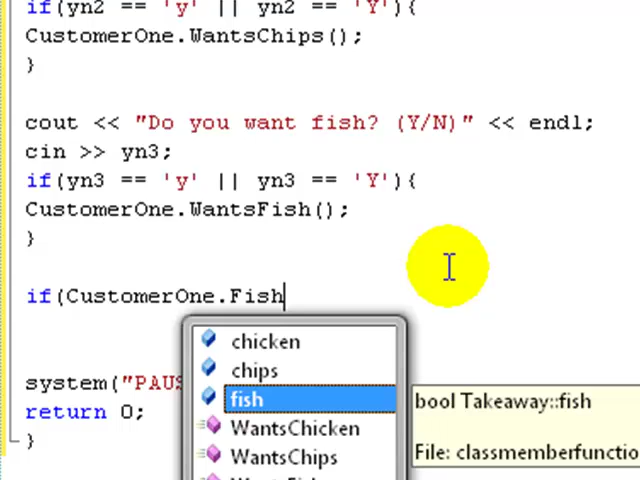 if(yn2 == 'y' || yn2 == 'Y'){
CustomerOne.WantsChips();
}
cout << "Do you want fish? (Y/N)" << endl;
cin >> yn3;
if(yn3 == 'y' || yn3 == 'Y'){
CustomerOne.WantsFish();
}
if(CustomerOne.Fish
chicken
chips
fish
WantsChicken
WantsChips
bool Takeaway::fish
File: classmemberfunctio
system("PAUS
return 0;
}